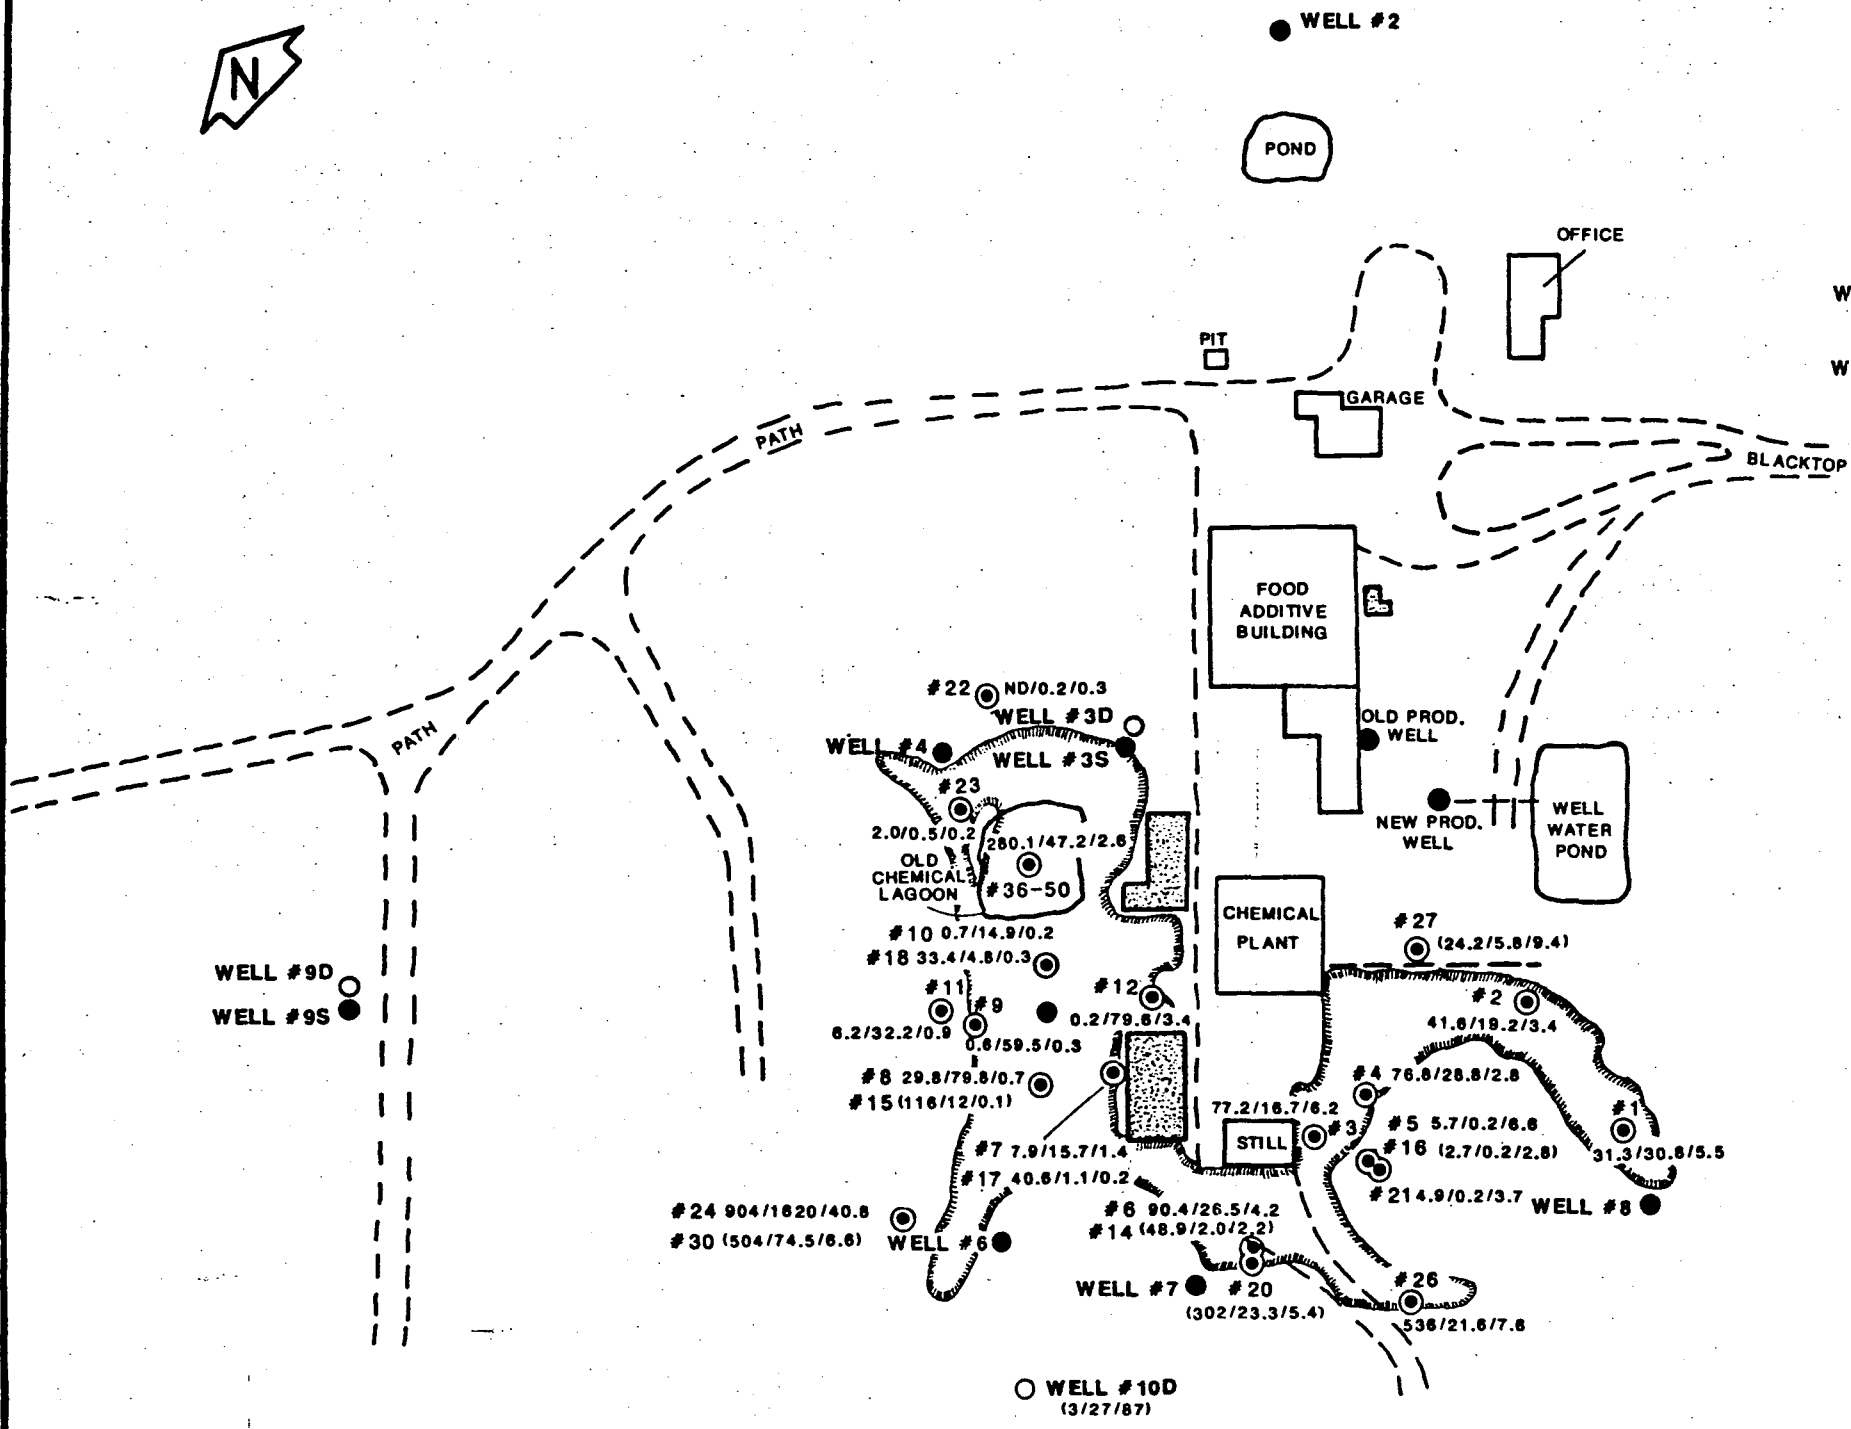 WELL #2
N
POND
OFFICE
W
PIT
W
GARAGE
PATH
BLACKTOP
FOOD
ADDITIVE
BUILDING
#22 ND/0.2/0.3
WELL #3D
OLD PROD.
WELL
PATH
WELL #4
WELL #3S
#23
2.0/0.5/0.2
280.1/47.2/2.6
NEW PROD.
WELL
WELL
WATER
POND
OLD
CHEMICAL
LAGOON
#36-50
CHEMICAL
PLANT
#27
(24.2/5.8/9.4)
#10 0.7/14.9/0.2
#18 33.4/4.8/0.3
WELL #9D
WELL #9S
#11
#9
#12
6.2/32.2/0.9
0.6/59.5/0.3
0.2/79.6/3.4
#2
41.6/19.2/3.4
#8 29.8/79.8/0.7
#15 (116/12/0.1)
#4 76.8/28.8/2.8
77.2/16.7/6.2
STILL
#3
#5 5.7/0.2/6.6
#16 (2.7/0.2/2.8)
#1
31.3/30.8/5.5
#7 7.9/15.7/1.4
#17 40.6/1.1/0.2
#21 4.9/0.2/3.7
WELL #8
#24 904/1620/40.8
#30 (504/74.5/6.6)
WELL #6
#6 90.4/26.5/4.2
#14 (48.9/2.0/2.2)
WELL #7
#20
(302/23.3/5.4)
#26
536/21.6/7.6
WELL #10D
(3/27/87)